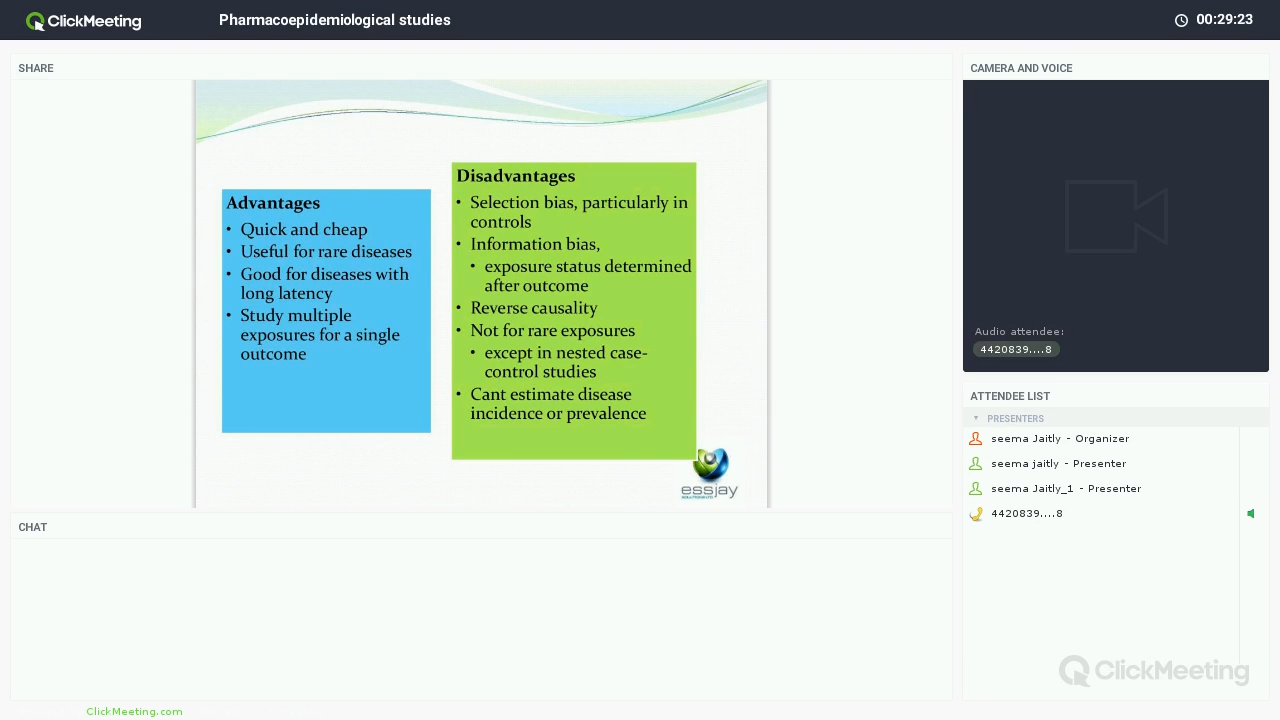 ClickMeeting
Pharmacoepidemiological studies
00:29:23
SHARE
Advantages
• Quick and cheap
• Useful for rare diseases
• Good for diseases with
long latency
• Study multiple
exposures for a single
outcome
Disadvantages
• Selection bias, particularly in
controls
• Information bias,
• exposure status determined
after outcome
• Reverse causality
• Not for rare exposures
• except in nested case-
control studies
• Cant estimate disease
incidence or prevalence
essjay
CHAT
CAMERA AND VOICE
Audio attendee:
4420839....8
ATTENDEE LIST
PRESENTERS
seema Jaitly - Organizer
seema jaitly - Presenter
seema Jaitly_1 - Presenter
4420839....8
ClickMeeting
ClickMeeting.com